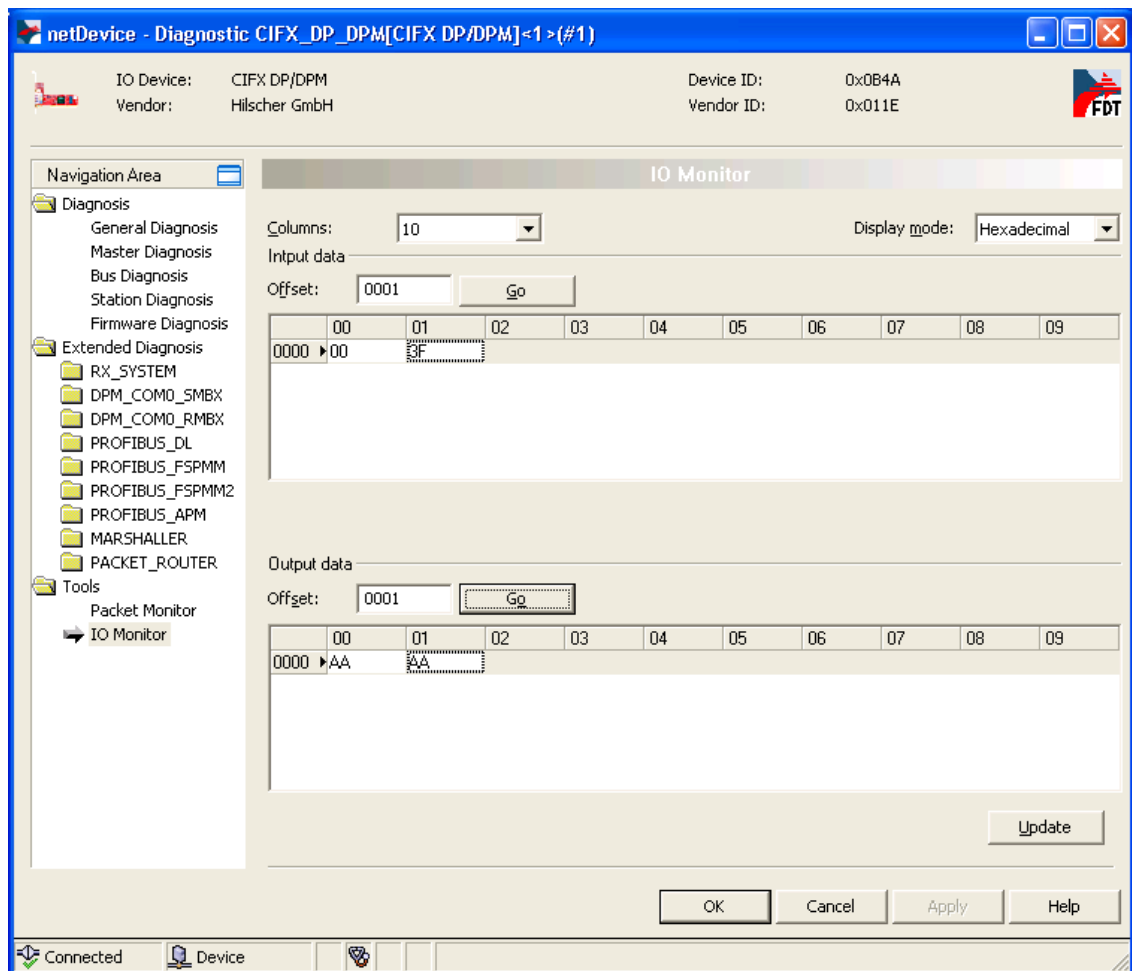 netDevice - Diagnostic CIFX_DP_DPM[CIFX DP/DPM]<1>(#1)
IO Device: CIFX DP/DPM Device ID: 0x0B4A
Vendor: Hilscher GmbH Vendor ID: 0x011E
FDT
Navigation Area
Diagnosis
General Diagnosis
Master Diagnosis
Bus Diagnosis
Station Diagnosis
Firmware Diagnosis
Extended Diagnosis
RX_SYSTEM
DPM_COM0_SMBX
DPM_COM0_RMBX
PROFIBUS_DL
PROFIBUS_FSPMM
PROFIBUS_FSPMM2
PROFIBUS_APM
MARSHALLER
PACKET_ROUTER
Tools
Packet Monitor
IO Monitor
IO Monitor
Columns: 10 Display mode: Hexadecimal
Intput data
Offset: 0001 Go
00 01 02 03 04 05 06 07 08 09
0000 00 3F
Output data
Offset: 0001 Go
00 01 02 03 04 05 06 07 08 09
0000 AA AA
Update
OK Cancel Apply Help
Connected Device